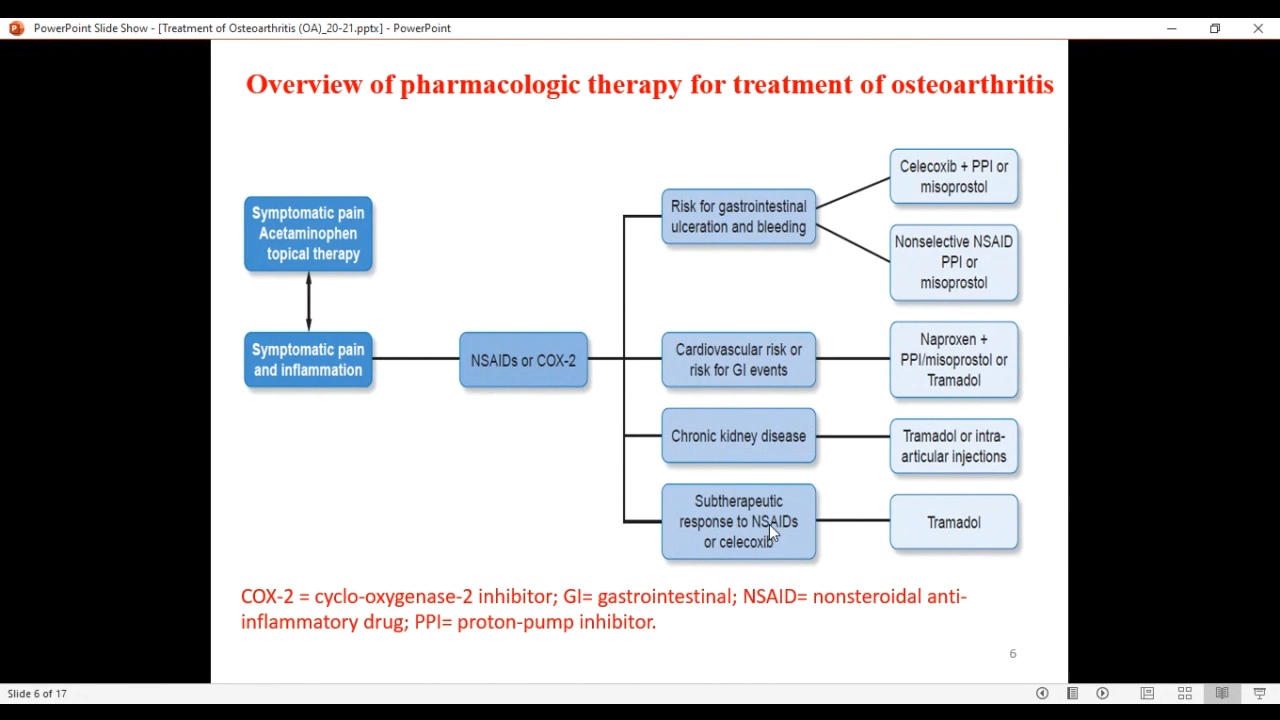 PowerPoint Slide Show - [Treatment of Osteoarthritis (OA)_20-21.pptx] - PowerPoint
Overview of pharmacologic therapy for treatment of osteoarthritis
Symptomatic pain
Acetaminophen
topical therapy
Symptomatic pain
and inflammation
NSAIDs or COX-2
Risk for gastrointestinal
ulceration and bleeding
Celecoxib + PPI or
misoprostol
Nonselective NSAID
PPI or
misoprostol
Cardiovascular risk or
risk for GI events
Naproxen +
PPI/misoprostol or
Tramadol
Chronic kidney disease
Tramadol or intra-
articular injections
Subtherapeutic
response to NSAIDs
or celecoxib
Tramadol
COX-2 = cyclo-oxygenase-2 inhibitor; GI= gastrointestinal; NSAID= nonsteroidal anti-
inflammatory drug; PPI= proton-pump inhibitor.
6
Slide 6 of 17